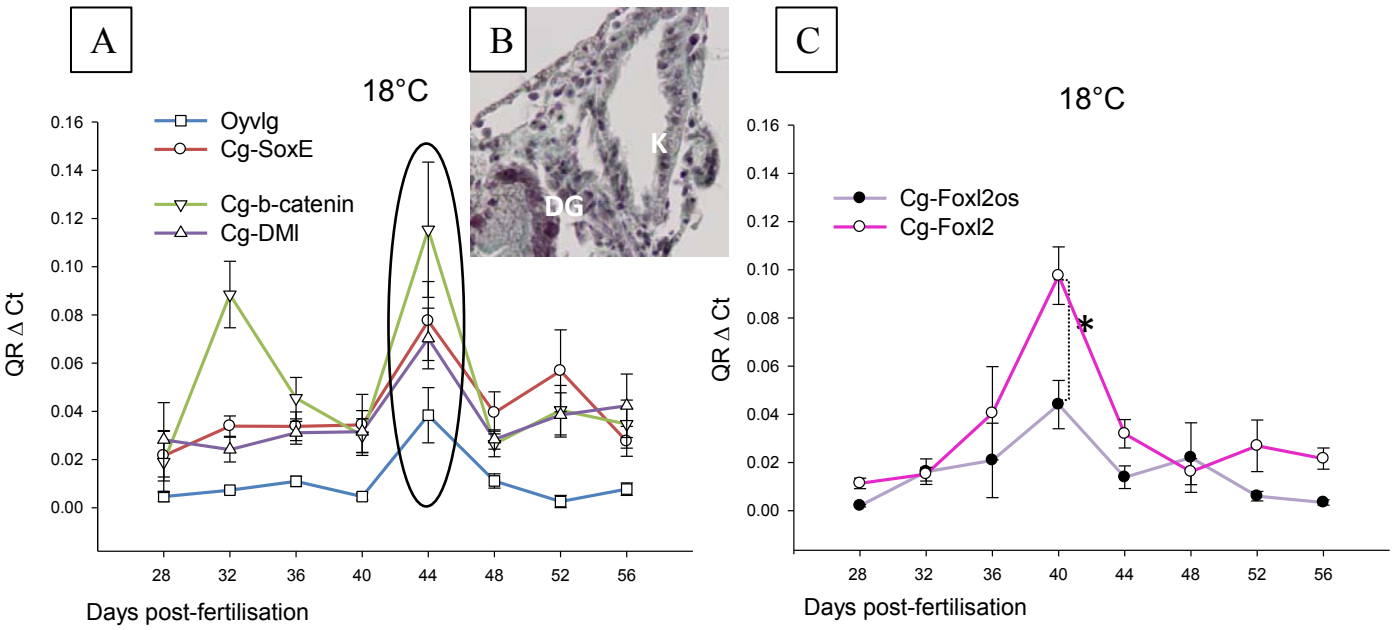 A
18°C
Oyvlg
Cg-SoxE
Cg-b-catenin
Cg-DMl
0.16
0.14
0.12
0.10
0.08
0.06
0.04
0.02
0.00
QR Δ Ct
28 32 36 40 44 48 52 56
Days post-fertilisation
B
K
DG
C
18°C
Cg-Foxl2os
Cg-Foxl2
0.16
0.14
0.12
0.10
0.08
0.06
0.04
0.02
0.00
QR Δ Ct
*
28 32 36 40 44 48 52 56
Days post-fertilisation